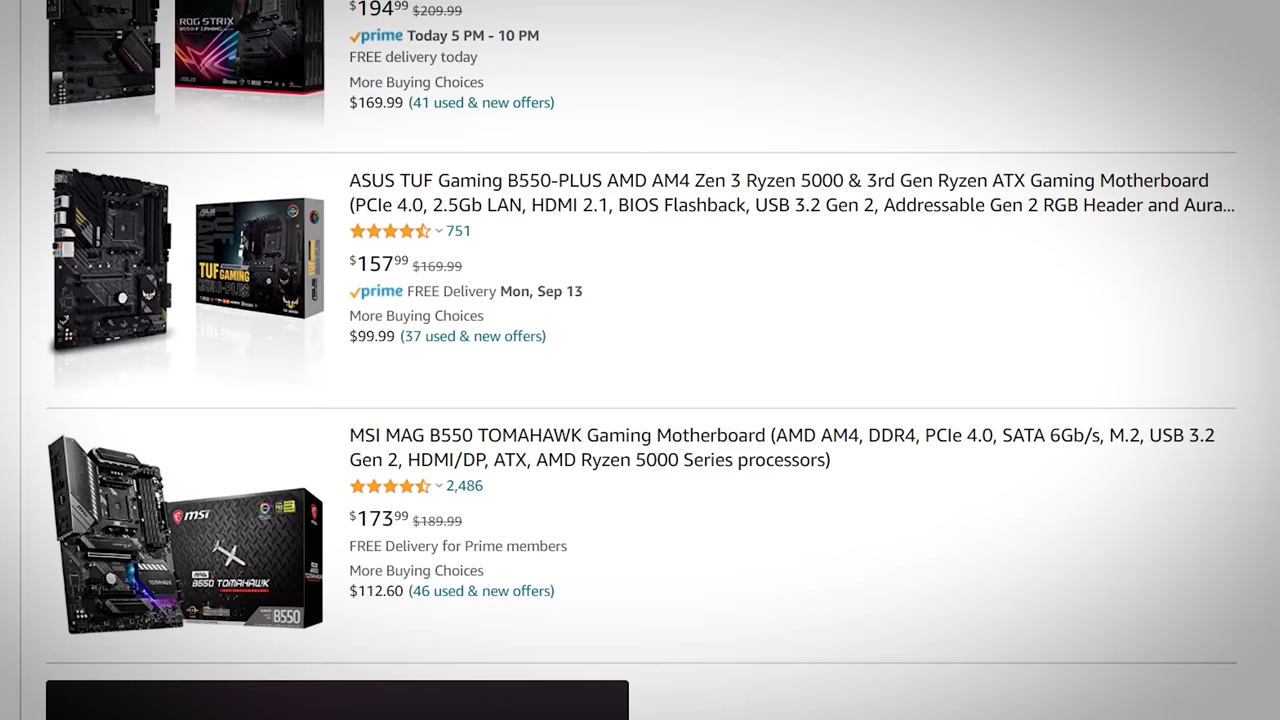 $194.99 $209.99
prime Today 5 PM - 10 PM
FREE delivery today
More Buying Choices
$169.99 (41 used & new offers)
ROG STRIX
B550-F GAMING
ASUS TUF Gaming B550-PLUS AMD AM4 Zen 3 Ryzen 5000 & 3rd Gen Ryzen ATX Gaming Motherboard
(PCIe 4.0, 2.5Gb LAN, HDMI 2.1, BIOS Flashback, USB 3.2 Gen 2, Addressable Gen 2 RGB Header and Aura...
751
$157.99 $169.99
prime FREE Delivery Mon, Sep 13
More Buying Choices
$99.99 (37 used & new offers)
TUF GAMING
B550-PLUS
MSI MAG B550 TOMAHAWK Gaming Motherboard (AMD AM4, DDR4, PCIe 4.0, SATA 6Gb/s, M.2, USB 3.2
Gen 2, HDMI/DP, ATX, AMD Ryzen 5000 Series processors)
2,486
$173.99 $189.99
FREE Delivery for Prime members
More Buying Choices
$112.60 (46 used & new offers)
msi
B550 TOMAHAWK
B550